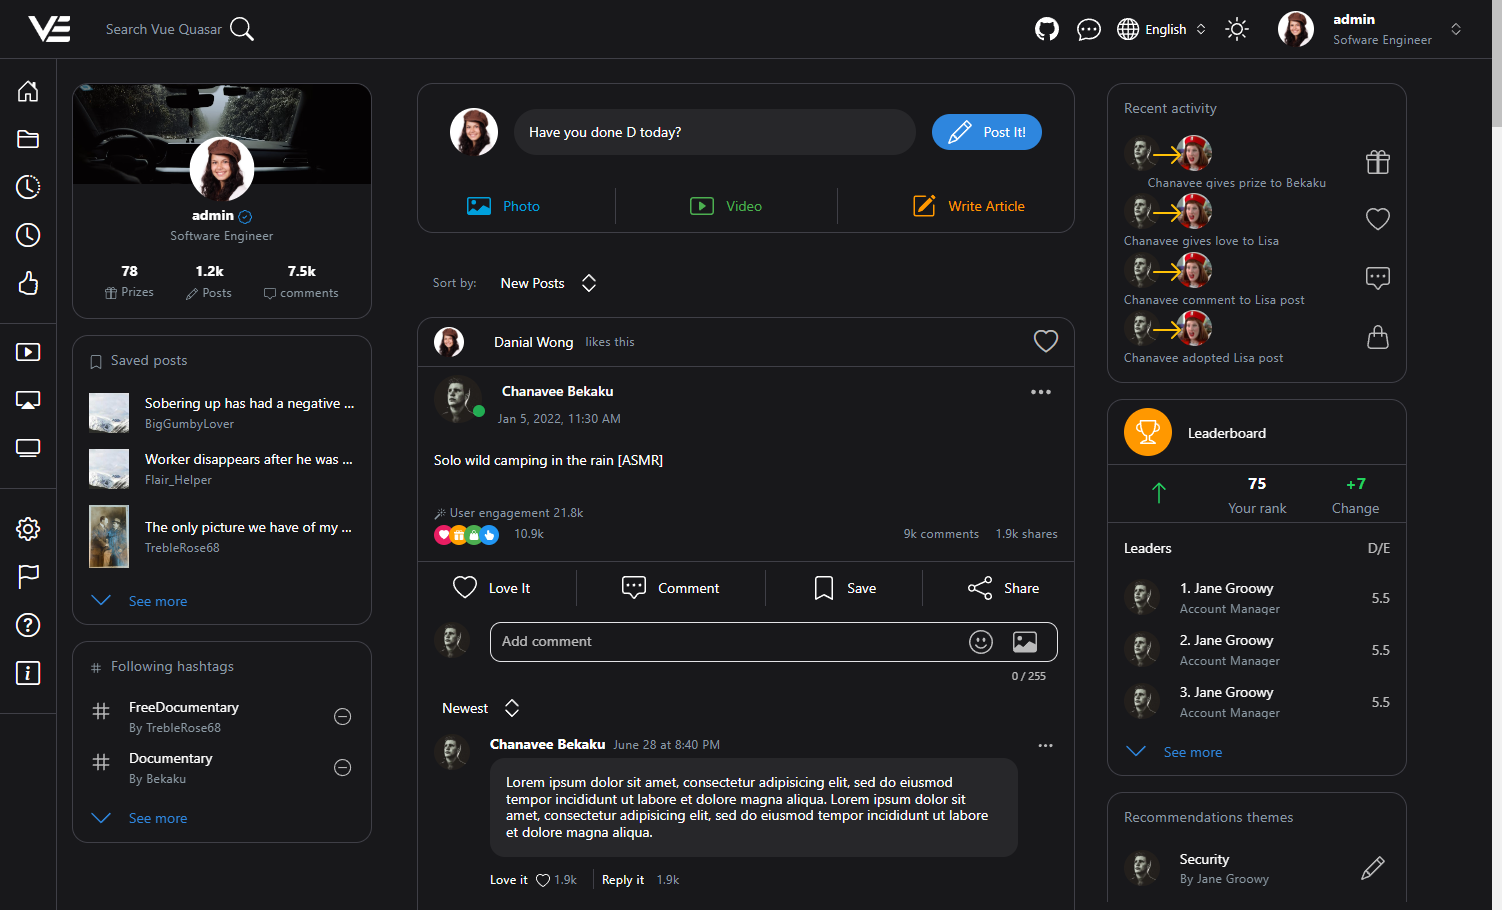 VE
Search Vue Quasar
English
admin
Sofware Engineer
admin
Software Engineer
78
1.2k
7.5k
Prizes
Posts
comments
Saved posts
Sobering up has had a negative ...
BigGumbyLover
Worker disappears after he was ...
Flair_Helper
The only picture we have of my ...
TrebleRose68
See more
# Following hashtags
# FreeDocumentary
By TrebleRose68
# Documentary
By Bekaku
See more
Have you done D today?
Post It!
Photo
Video
Write Article
Sort by: New Posts
Danial Wong likes this
Chanavee Bekaku
Jan 5, 2022, 11:30 AM
Solo wild camping in the rain [ASMR]
User engagement 21.8k
10.9k
9k comments 1.9k shares
Love It
Comment
Save
Share
Add comment
0 / 255
Newest
Chanavee Bekaku June 28 at 8:40 PM
Lorem ipsum dolor sit amet, consectetur adipisicing elit, sed do eiusmod
tempor incididunt ut labore et dolore magna aliqua. Lorem ipsum dolor sit
amet, consectetur adipisicing elit, sed do eiusmod tempor incididunt ut labore
et dolore magna aliqua.
Love it 1.9k Reply it 1.9k
Recent activity
Chanavee gives prize to Bekaku
Chanavee gives love to Lisa
Chanavee comment to Lisa post
Chanavee adopted Lisa post
Leaderboard
75
+7
Your rank
Change
Leaders D/E
1. Jane Groowy
Account Manager
5.5
2. Jane Groowy
Account Manager
5.5
3. Jane Groowy
Account Manager
5.5
See more
Recommendations themes
Security
By Jane Groowy